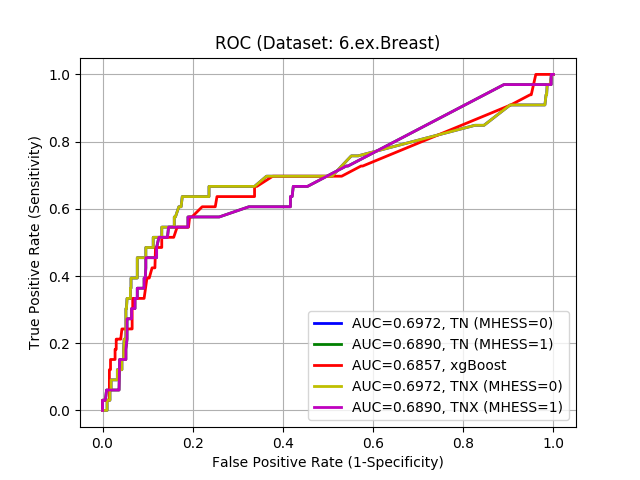 ROC (Dataset: 6.ex.Breast)
True Positive Rate (Sensitivity)
1.0
0.8
0.6
0.4
0.2
0.0
AUC=0.6972, TN (MHESS=0)
AUC=0.6890, TN (MHESS=1)
AUC=0.6857, xgBoost
AUC=0.6972, TNX (MHESS=0)
AUC=0.6890, TNX (MHESS=1)
0.0 0.2 0.4 0.6 0.8 1.0
False Positive Rate (1-Specificity)